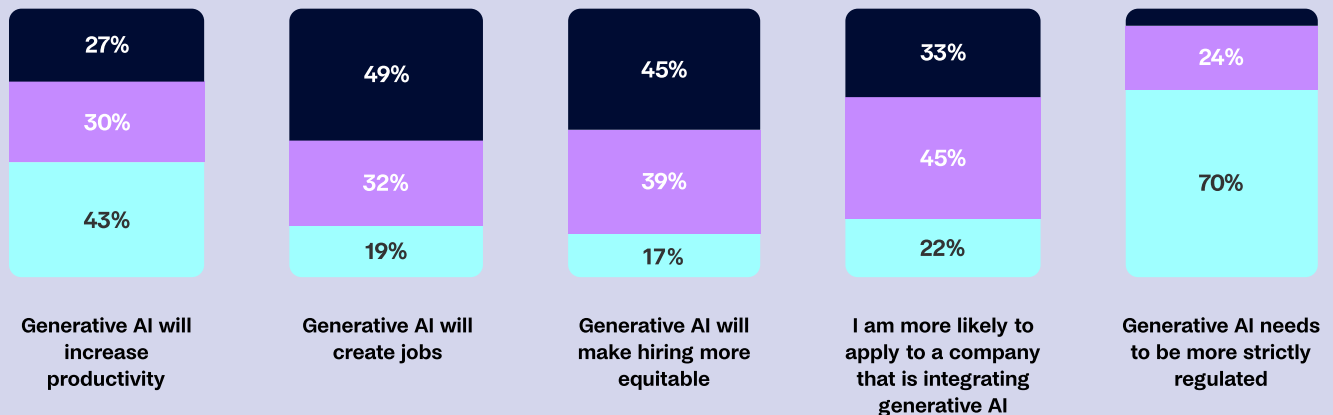 27%
30%
43%
Generative AI will
increase
productivity
49%
32%
19%
Generative AI will
create jobs
45%
39%
17%
Generative AI will
make hiring more
equitable
33%
45%
22%
I am more likely to
apply to a company
that is integrating
generative AI
24%
70%
Generative AI needs
to be more strictly
regulated